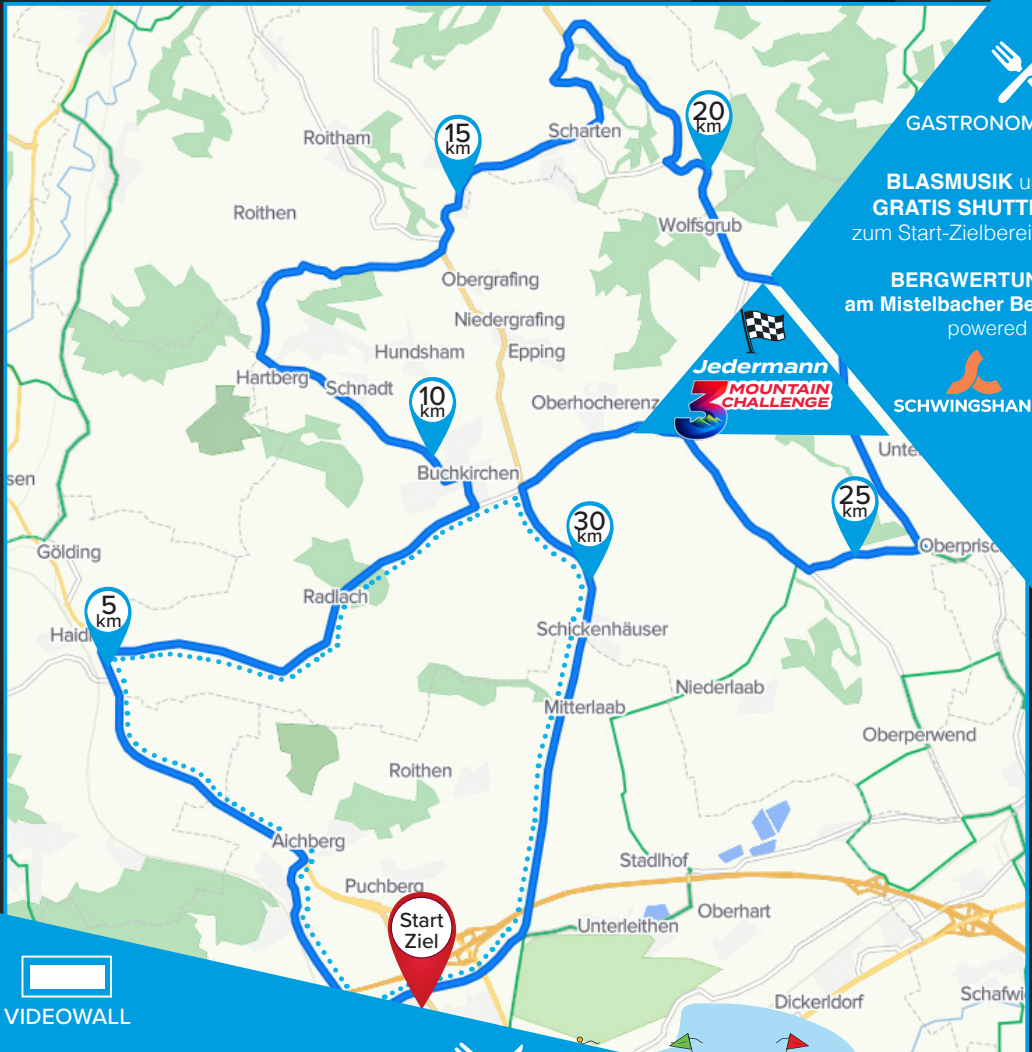 GASTRONOM
BLASMUSIK u
GRATIS SHUTT
zum Start-Zielberei
BERGWERTUN
am Mistelbacher Be
powered
SCHWINGSHAN
20
km
15
km
Roitham
Scharten
Roithen
Wolfsgrub
Obergrafing
Niedergrafing
Hundsham
Epping
Jedermann
3 MOUNTAIN
CHALLENGE
Hartberg
Schnadt
10
km
Oberhocherenz
Buchkirchen
Unte
sen
25
km
30
km
Gölding
Oberprisc
Radlach
5
km
Haidi
Schickenhäuser
Niederlaab
Mitterlaab
Oberperwend
Roithen
Aichberg
Stadlhof
Puchberg
Start
Ziel
Oberhart
Unterleithen
Dickerldorf
Schafwi
VIDEOWALL